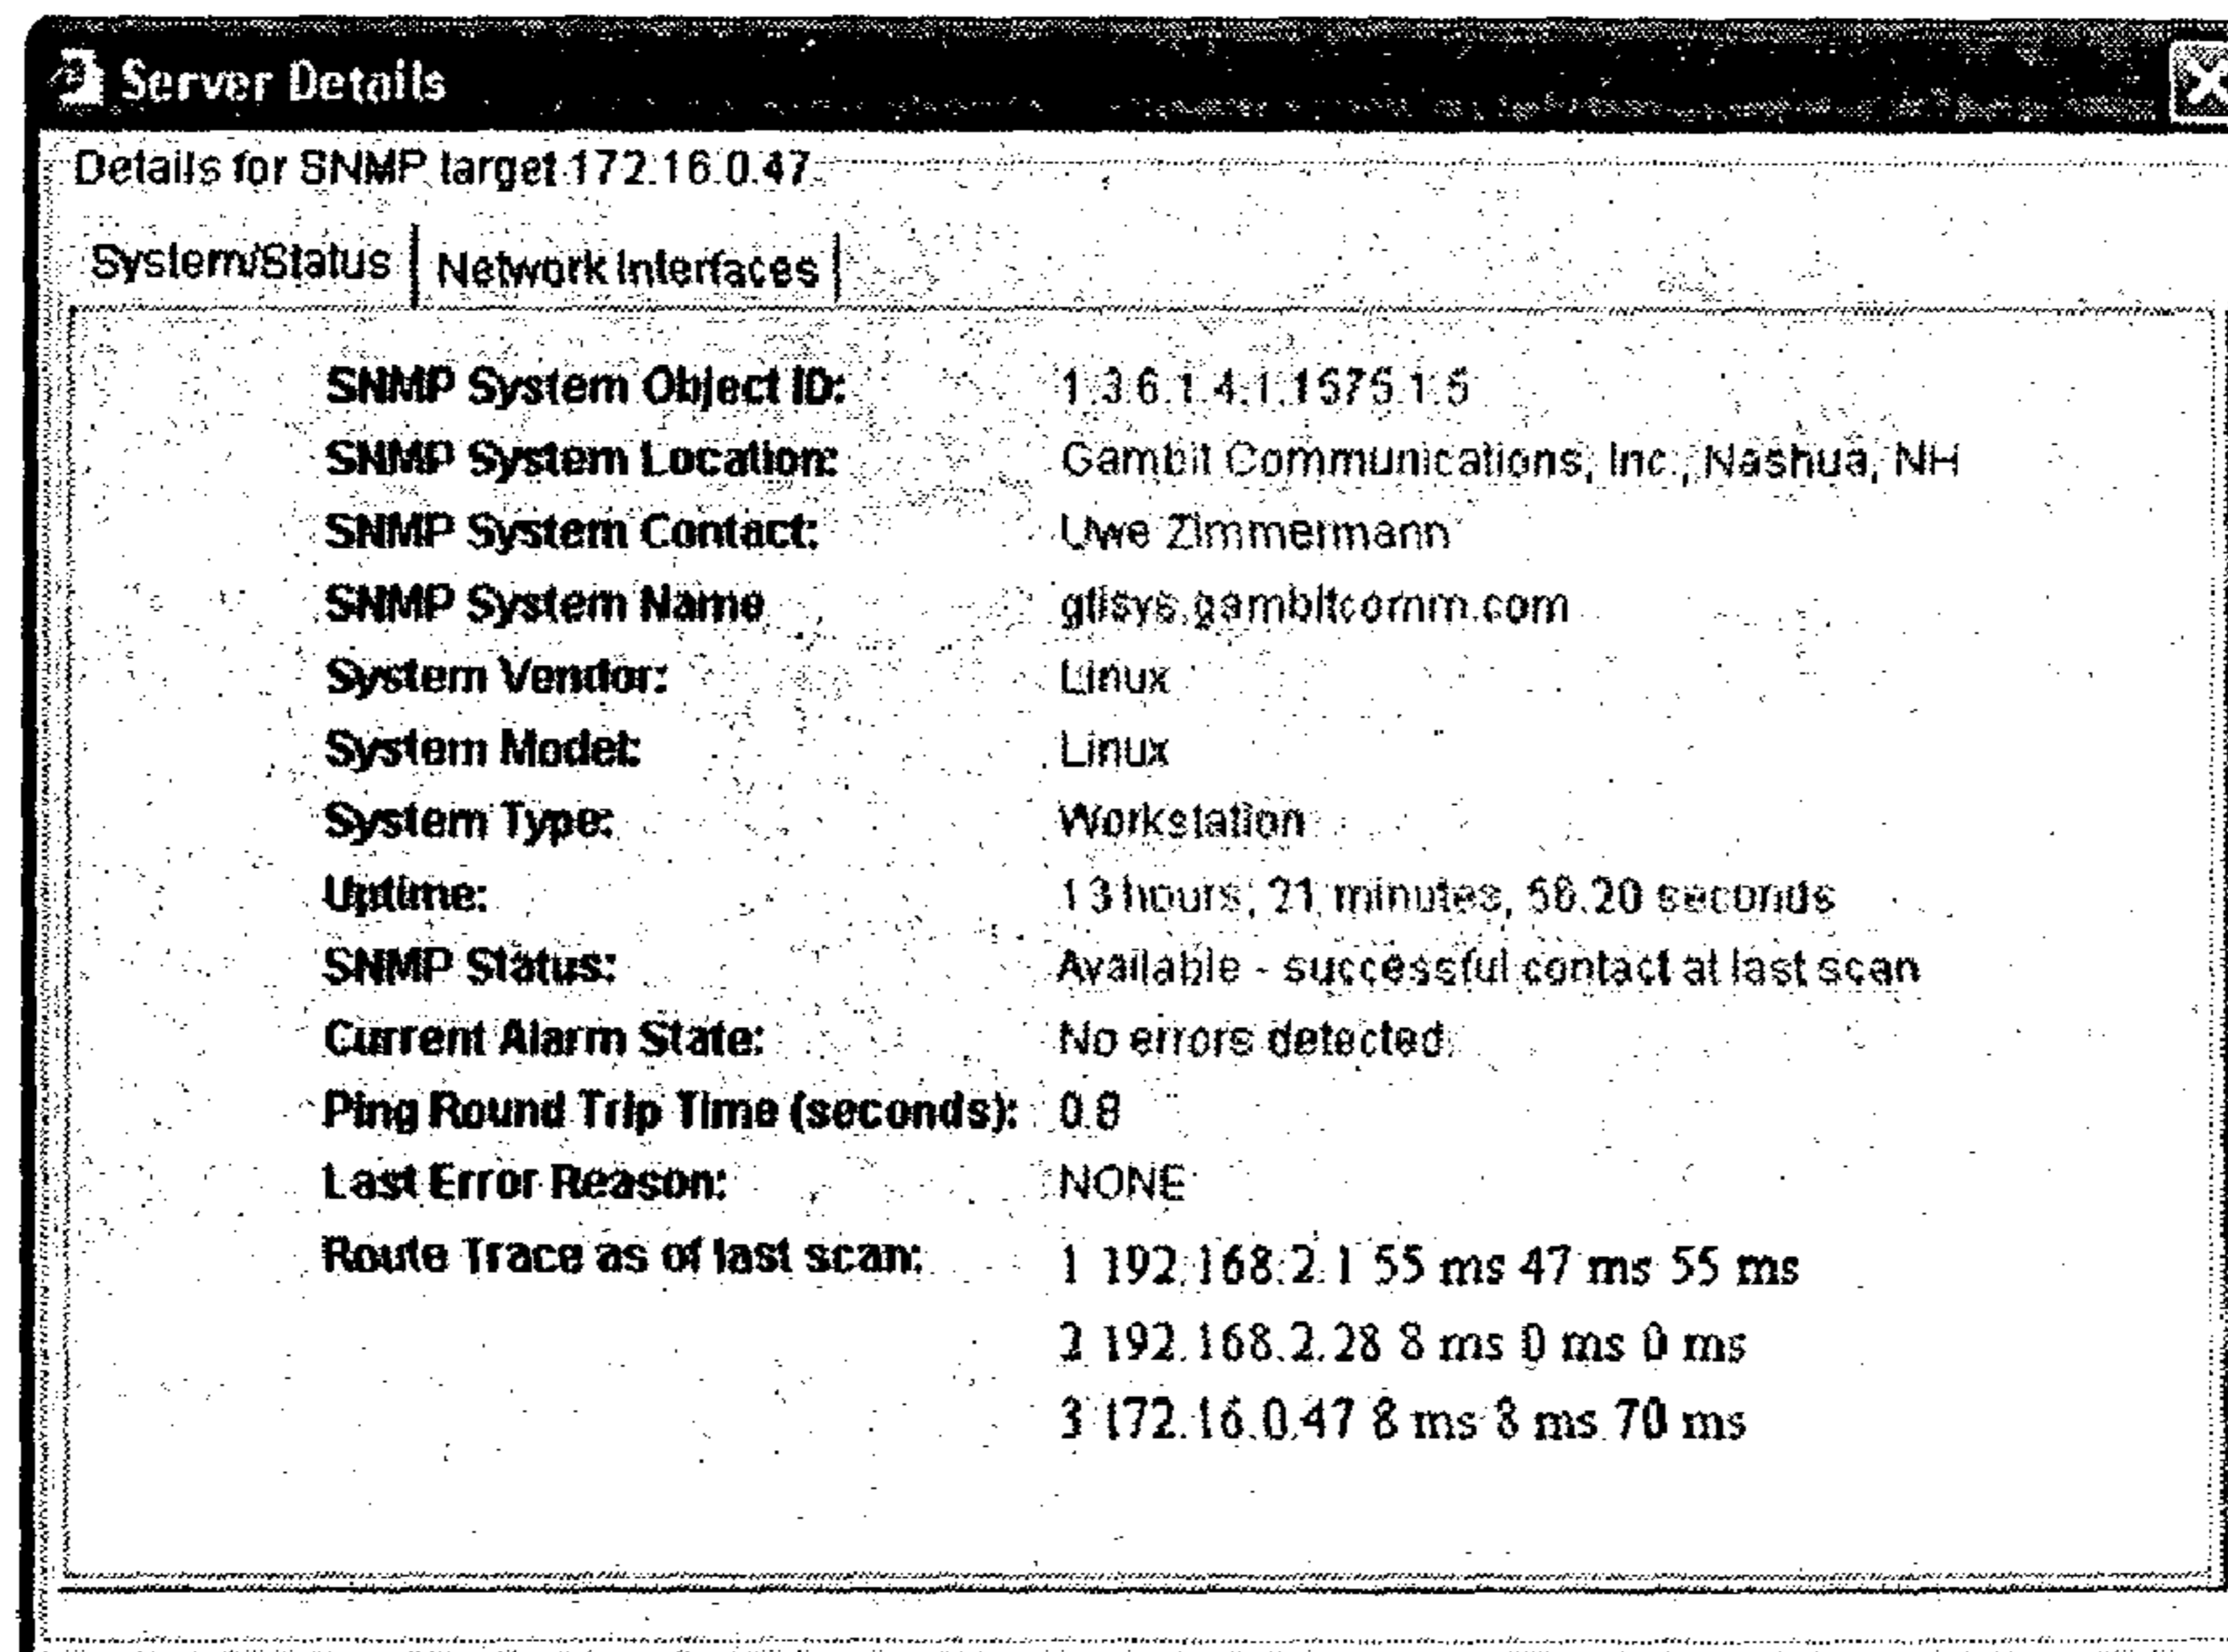 Server Details
Details for SNMP target 172.16.0.47
System/Status Network Interfaces
SNMP System Object ID: 1.3.6.1.4.1.1575.1.5
SNMP System Location: Gambit Communications, Inc., Nashua, NH
SNMP System Contact: Uwe Zimmermann
SNMP System Name gtisys.gambitcomm.com
System Vendor: Linux
System Model: Linux
System Type: Workstation
Uptime: 13 hours, 21 minutes, 58.20 seconds
SNMP Status: Available - successful contact at last scan
Current Alarm State: No errors detected.
Ping Round Trip Time (seconds): 0.8
Last Error Reason: NONE
Route Trace as of last scan: 1 192.168.2.1 55 ms 47 ms 55 ms
2 192.168.2.28 8 ms 0 ms 0 ms
3 172.16.0.47 8 ms 8 ms 70 ms